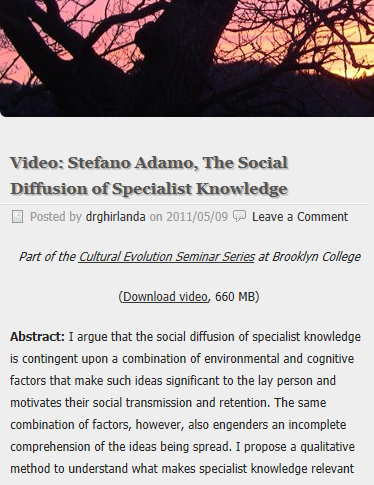 Video: Stefano Adamo, The Social
Diffusion of Specialist Knowledge
Posted by drghirlanda on 2011/05/09 Leave a Comment
Part of the Cultural Evolution Seminar Series at Brooklyn College
(Download video, 660 MB)
Abstract: I argue that the social diffusion of specialist knowledge
is contingent upon a combination of environmental and cognitive
factors that make such ideas significant to the lay person and
motivates their social transmission and retention. The same
combination of factors, however, also engenders an incomplete
comprehension of the ideas being spread. I propose a qualitative
method to understand what makes specialist knowledge relevant